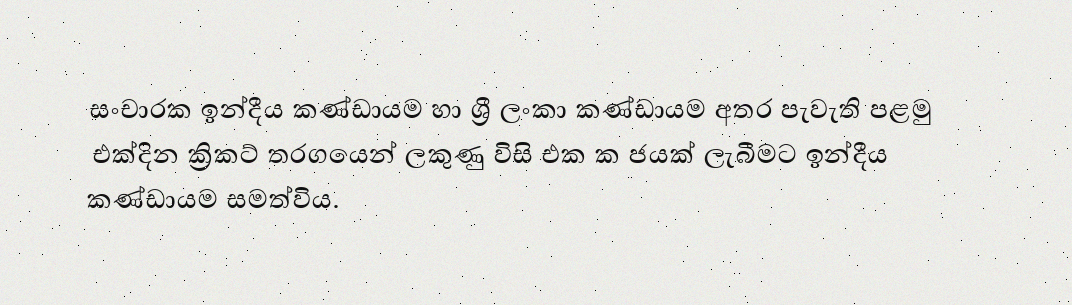 සංචාරක ඉන්දීය කණ්ඩායම හා ශ්‍රී ලංකා කණ්ඩායම අතර පැවැති පළමු
එක්දින ක්‍රිකට් තරගයෙන් ලකුණු විසි එක ක ජයක් ලැබීමට ඉන්දීය
කණ්ඩායම සමත්විය.